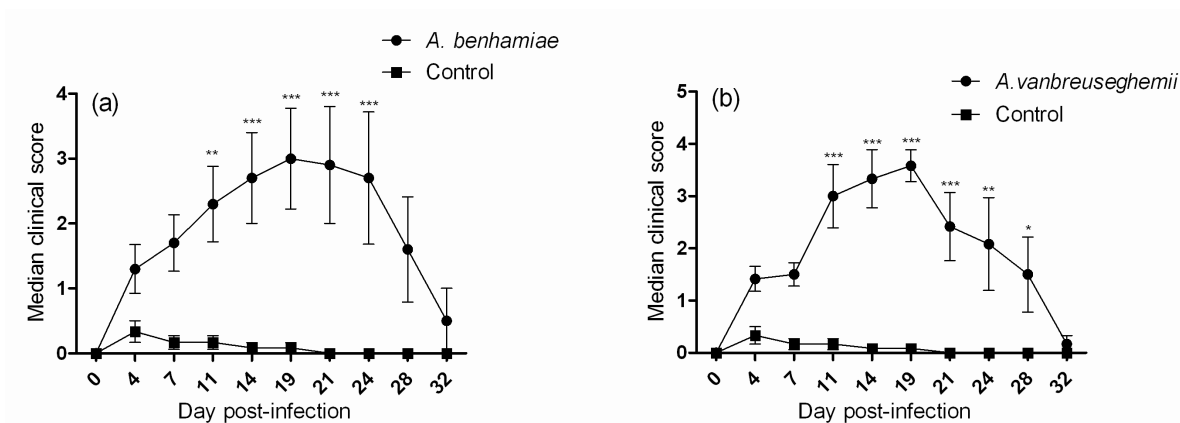 A. benhamiae
Control
(a)
Median clinical score
4
3
2
1
0
** *** *** *** ***
0 4 7 11 14 19 21 24 28 32
Day post-infection
A.vanbreuseghemii
Control
(b)
Median clinical score
5
4
3
2
1
0
*** *** *** *** ** *
0 4 7 11 14 19 21 24 28 32
Day post-infection